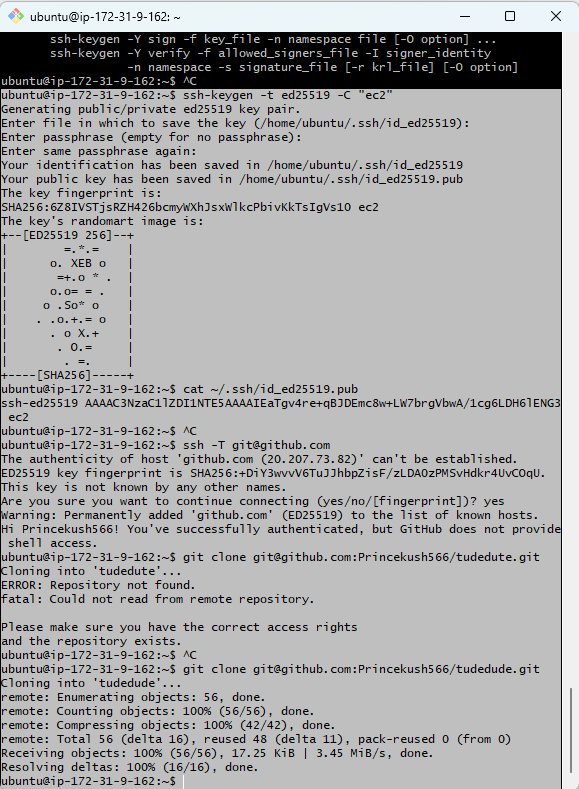 ubuntu@ip-172-31-9-162: ~
ssh-keygen -Y sign -f key_file -n namespace file [-O option] ...
ssh-keygen -Y verify -f allowed_signers_file -I signer_identity
-n namespace -s signature_file [-r krl_file] [-O option]
ubuntu@ip-172-31-9-162:~$ ^C
ubuntu@ip-172-31-9-162:~$ ssh-keygen -t ed25519 -C "ec2"
Generating public/private ed25519 key pair.
Enter file in which to save the key (/home/ubuntu/.ssh/id_ed25519):
Enter passphrase (empty for no passphrase):
Enter same passphrase again:
Your identification has been saved in /home/ubuntu/.ssh/id_ed25519
Your public key has been saved in /home/ubuntu/.ssh/id_ed25519.pub
The key fingerprint is:
SHA256:6Z8IVSTjsRZH426bcmyWXhJsxWlkcPbivKkTsIgVs10 ec2
The key's randomart image is:
+--[ED25519 256]--+
|        =.*.=    |
|      o. XEB o   |
|       =+.o * .  |
|      o.o= = .   |
|     o .So* o    |
|    . .o.+.= o   |
|      . o X.+    |
|       . O.=     |
|        . =.     |
+----[SHA256]-----+
ubuntu@ip-172-31-9-162:~$ cat ~/.ssh/id_ed25519.pub
ssh-ed25519 AAAAC3NzaC1lZDI1NTE5AAAAIEaTgv4re+qBJDEmc8w+LW7brgVbwA/1cg6LDH6lENG3
ec2
ubuntu@ip-172-31-9-162:~$ ^C
ubuntu@ip-172-31-9-162:~$ ssh -T git@github.com
The authenticity of host 'github.com (20.207.73.82)' can't be established.
ED25519 key fingerprint is SHA256:+DiY3wvvV6TuJJhbpZisF/zLDA0zPMSvHdkr4UvCOqU.
This key is not known by any other names.
Are you sure you want to continue connecting (yes/no/[fingerprint])? yes
Warning: Permanently added 'github.com' (ED25519) to the list of known hosts.
Hi Princekush566! You've successfully authenticated, but GitHub does not provide
shell access.
ubuntu@ip-172-31-9-162:~$ git clone git@github.com:Princekush566/tudedute.git
Cloning into 'tudedute'...
ERROR: Repository not found.
fatal: Could not read from remote repository.
Please make sure you have the correct access rights
and the repository exists.
ubuntu@ip-172-31-9-162:~$ ^C
ubuntu@ip-172-31-9-162:~$ git clone git@github.com:Princekush566/tudedude.git
Cloning into 'tudedude'...
remote: Enumerating objects: 56, done.
remote: Counting objects: 100% (56/56), done.
remote: Compressing objects: 100% (42/42), done.
remote: Total 56 (delta 16), reused 48 (delta 11), pack-reused 0 (from 0)
Receiving objects: 100% (56/56), 17.25 KiB | 3.45 MiB/s, done.
Resolving deltas: 100% (16/16), done.
ubuntu@ip-172-31-9-162:~$